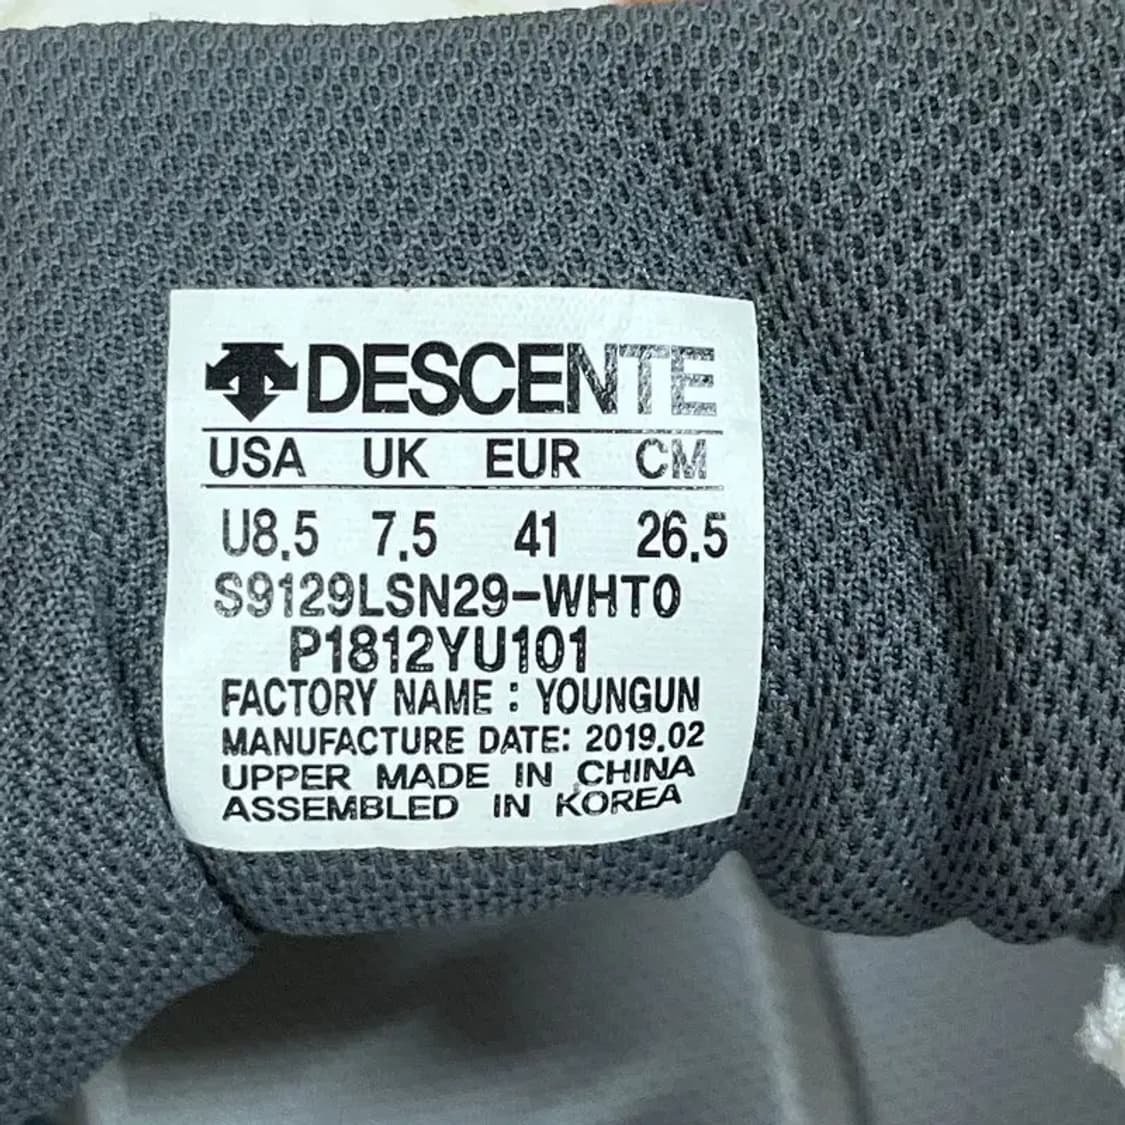 DESCENTE
USA UK EUR CM
U8.5 7.5 41 26.5
S9129LSN29-WHT0
P1812YU101
FACTORY NAME : YOUNGUN
MANUFACTURE DATE: 2019.02
UPPER MADE IN CHINA
ASSEMBLED IN KOREA